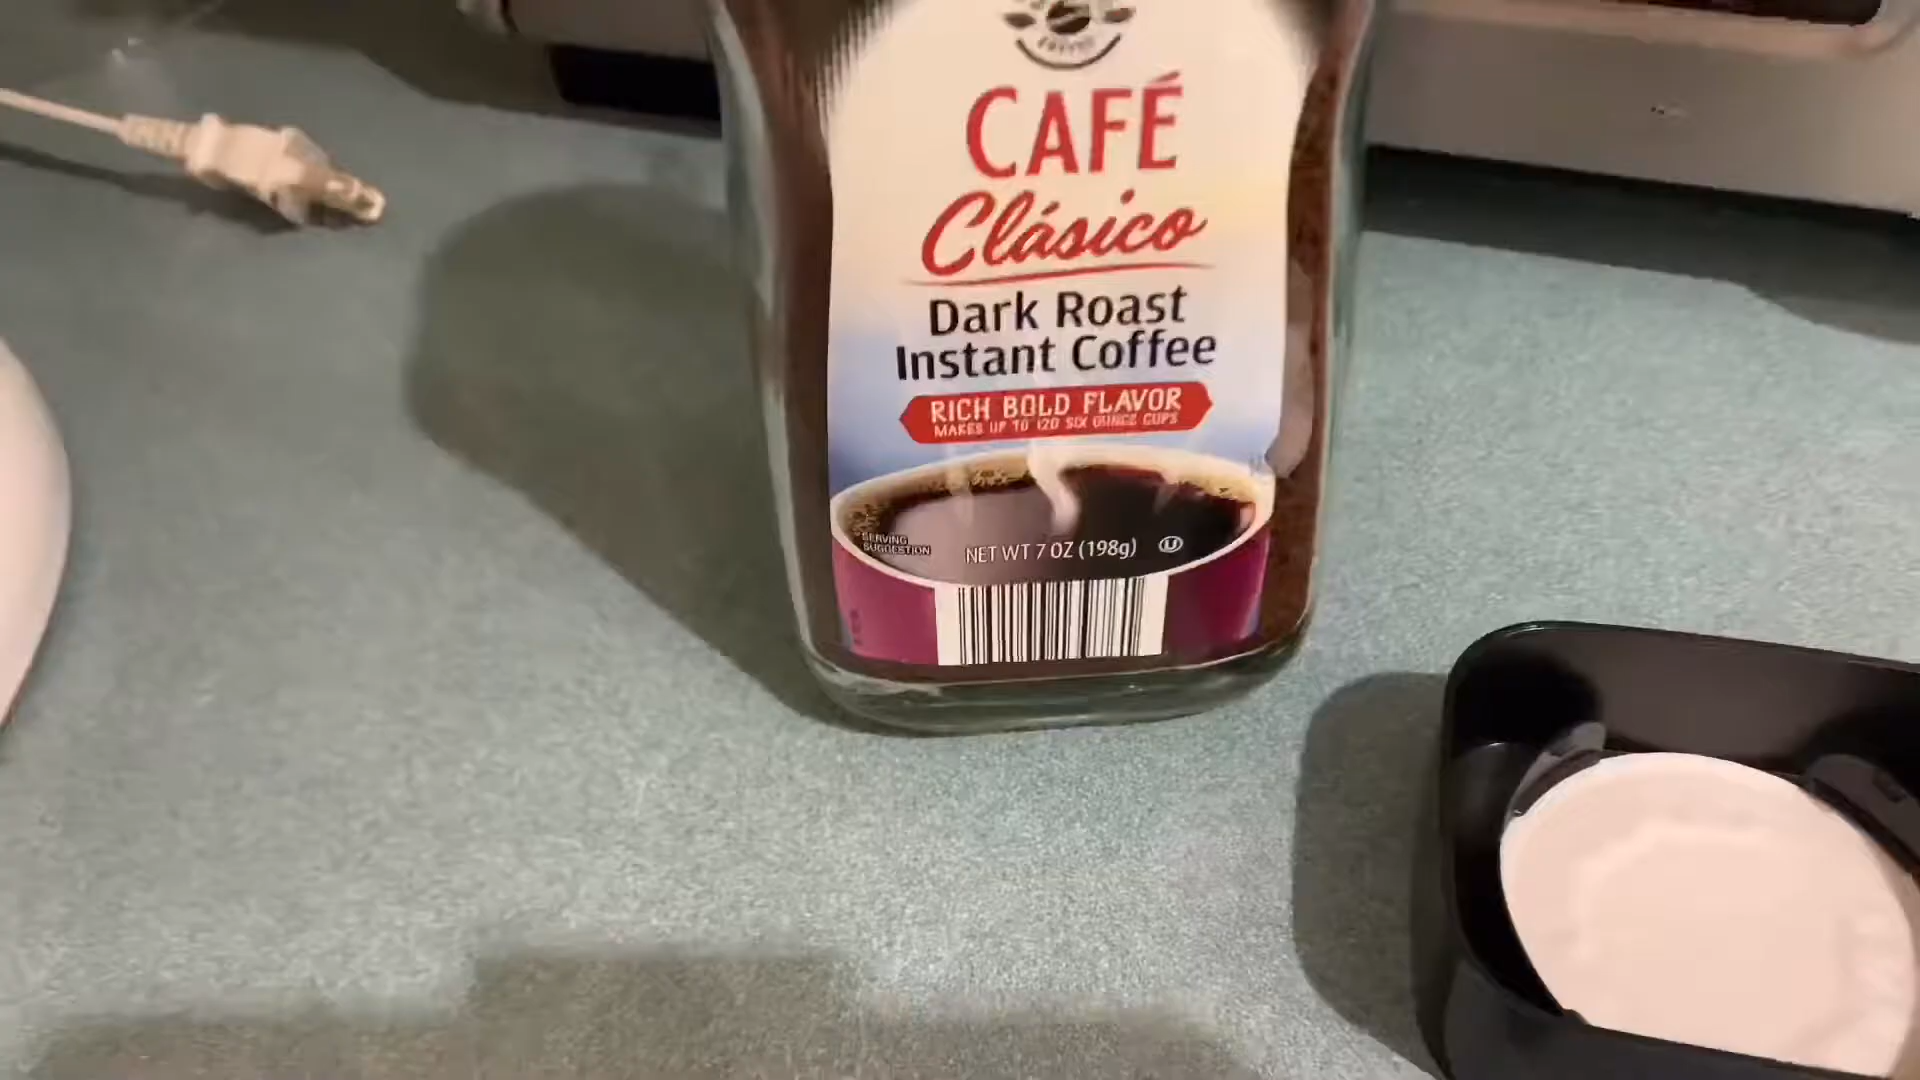 CAFÉ
Clásico
Dark Roast
Instant Coffee
RICH BOLD FLAVOR
MAKES UP TO 120 SIX OUNCE CUPS
SERVING
SUGGESTION
NET WT 7 OZ (198g) U